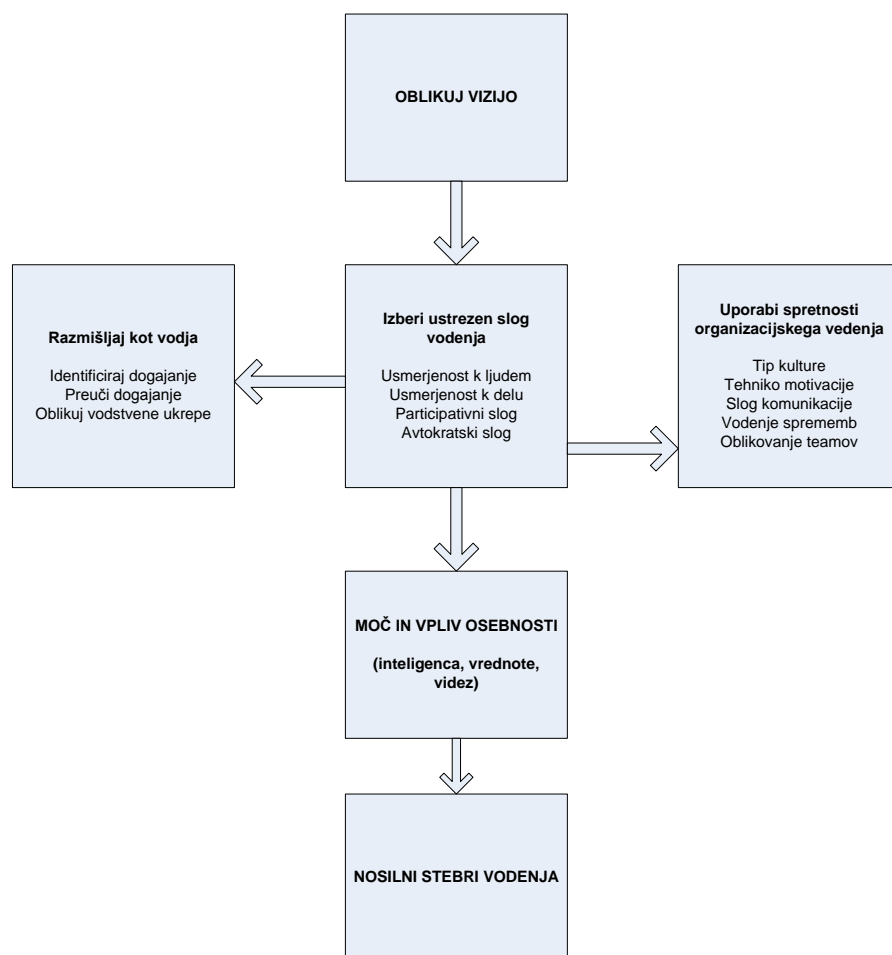 OBLIKUJ VIZIJO
Razmišljaj kot vodja
Identificiraj dogajanje
Preuči dogajanje
Oblikuj vodstvene ukrepe
Izberi ustrezen slog
vodenja
Usmerjenost k ljudem
Usmerjenost k delu
Participativni slog
Avtokratski slog
Uporabi spretnosti
organizacijskega vedenja
Tip kulture
Tehniko motivacije
Slog komunikacije
Vodenje sprememb
Oblikovanje teamov
MOČ IN VPLIV OSEBNOSTI
(inteligenca, vrednote,
videz)
NOSILNI STEBRI VODENJA